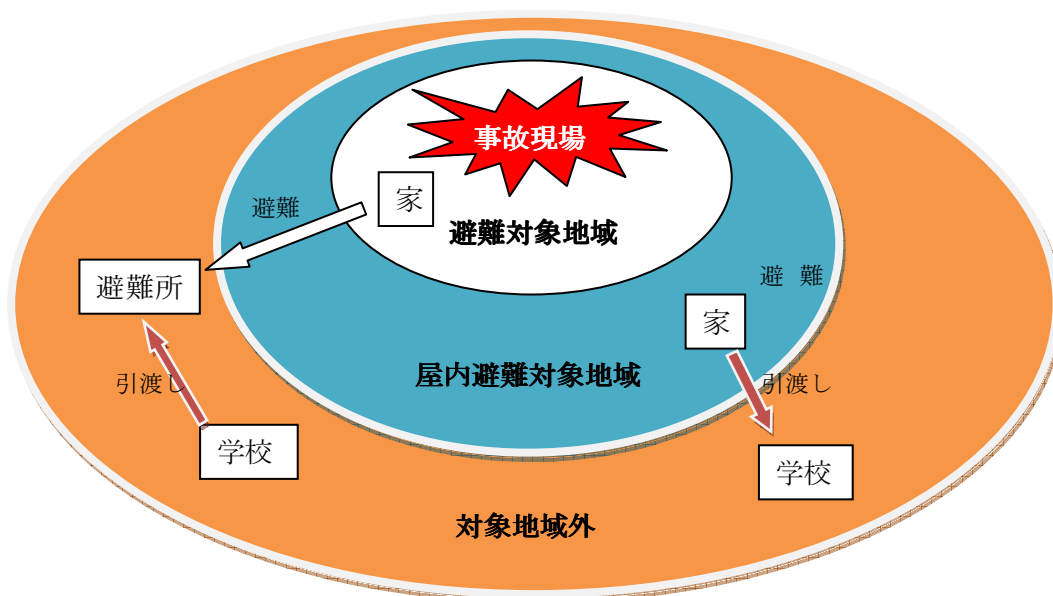 事故現場
家
避難
避難対象地域
避難所
避　難
家
屋内避難対象地域
引渡し
引渡し
学校
学校
対象地域外